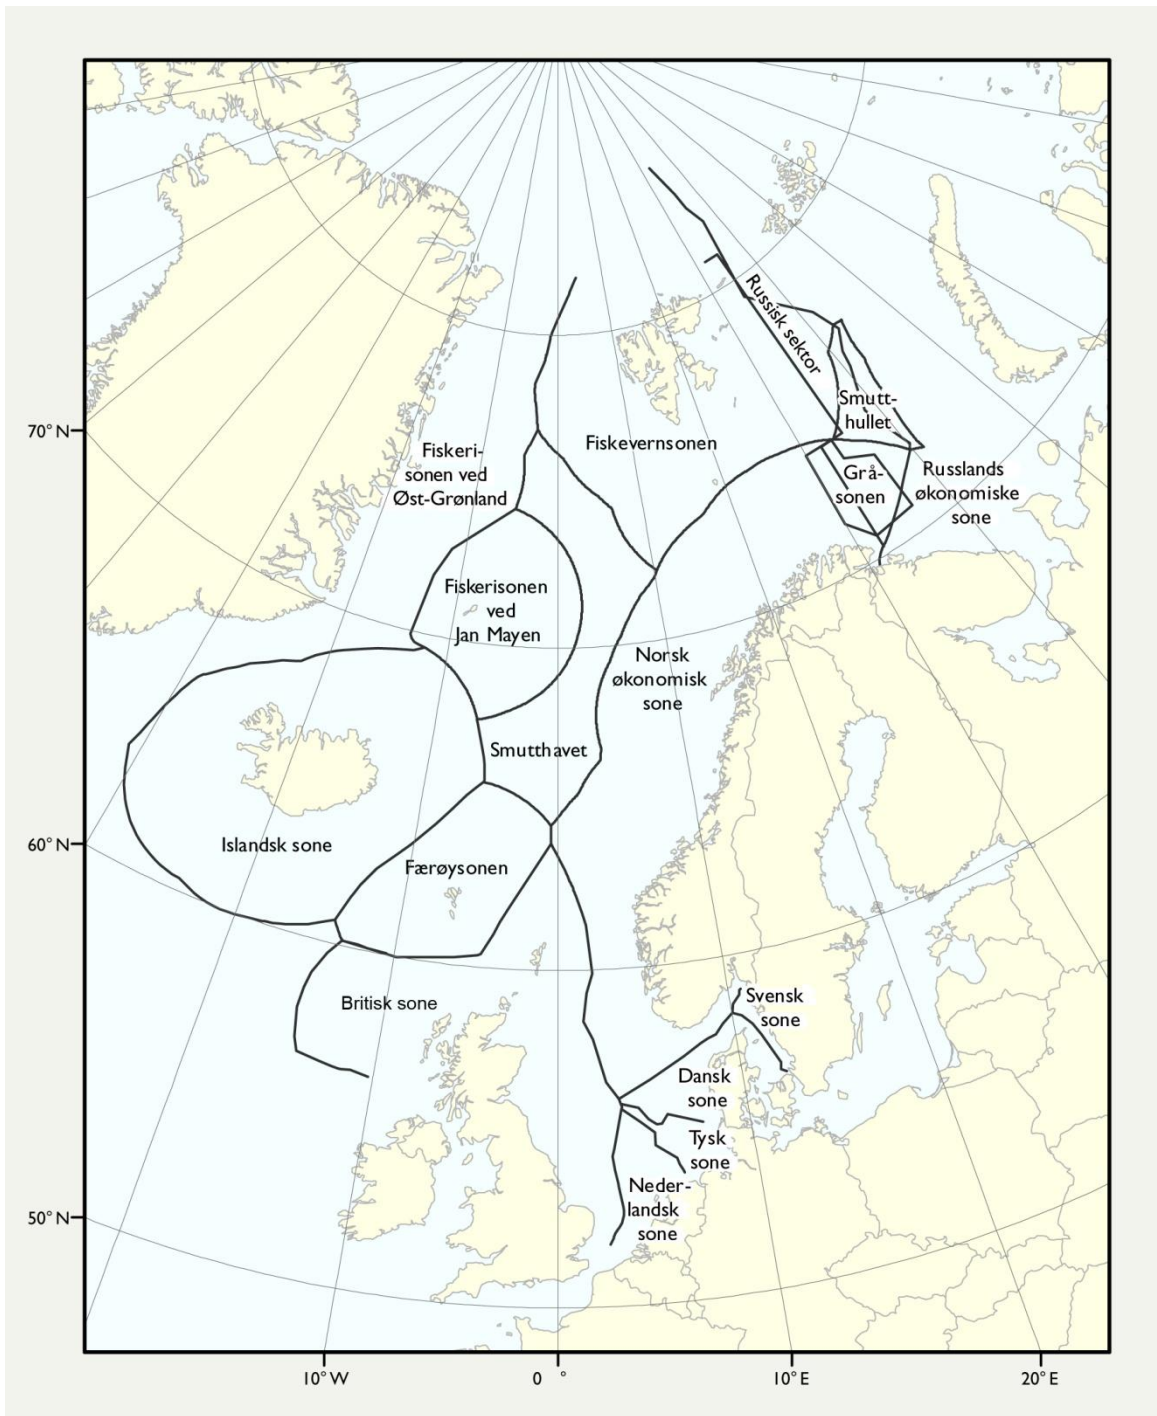 Russisk sektor
70° N
Fiskeri-
sonen ved
Øst-Grønland
Fiskevernsonen
Smutt-
hullet
Grå-
sonen
Russlands
økonomiske
sone
Fiskerisonen
ved
Jan Mayen
Norsk
økonomisk
sone
Smutthavet
60° N
Islandsk sone
Færøysonen
Britisk sone
Svensk
sone
Dansk
sone
Tysk
sone
Neder-
landsk
sone
50° N
10° W
0 °
10° E
20° E